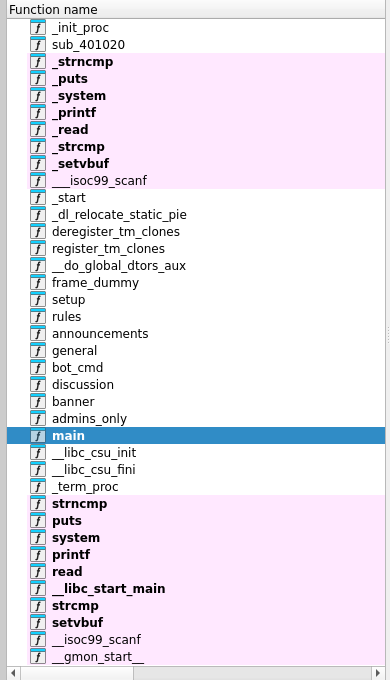 Function name
_init_proc
sub_401020
_strncmp
_puts
_system
_printf
_read
_strcmp
_setvbuf
___isoc99_scanf
_start
_dl_relocate_static_pie
deregister_tm_clones
register_tm_clones
__do_global_dtors_aux
frame_dummy
setup
rules
announcements
general
bot_cmd
discussion
banner
admins_only
main
__libc_csu_init
__libc_csu_fini
_term_proc
strncmp
puts
system
printf
read
__libc_start_main
strcmp
setvbuf
__isoc99_scanf
__gmon_start__